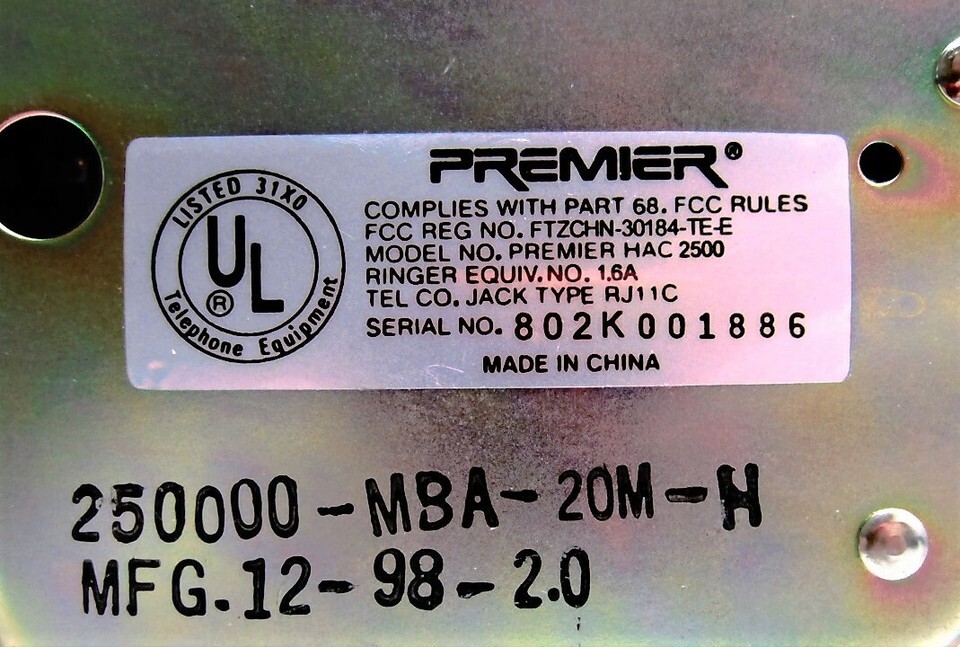 PREMIER®
LISTED 31X0
UL®
Telephone Equipment
COMPLIES WITH PART 68. FCC RULES
FCC REG NO. FTZCHN-30184-TE-E
MODEL NO. PREMIER HAC 2500
RINGER EQUIV. NO. 1.6A
TEL CO. JACK TYPE RJ11C
SERIAL NO. 802K001886
MADE IN CHINA
250000-MBA-20M-H
MFG.12-98-2.0